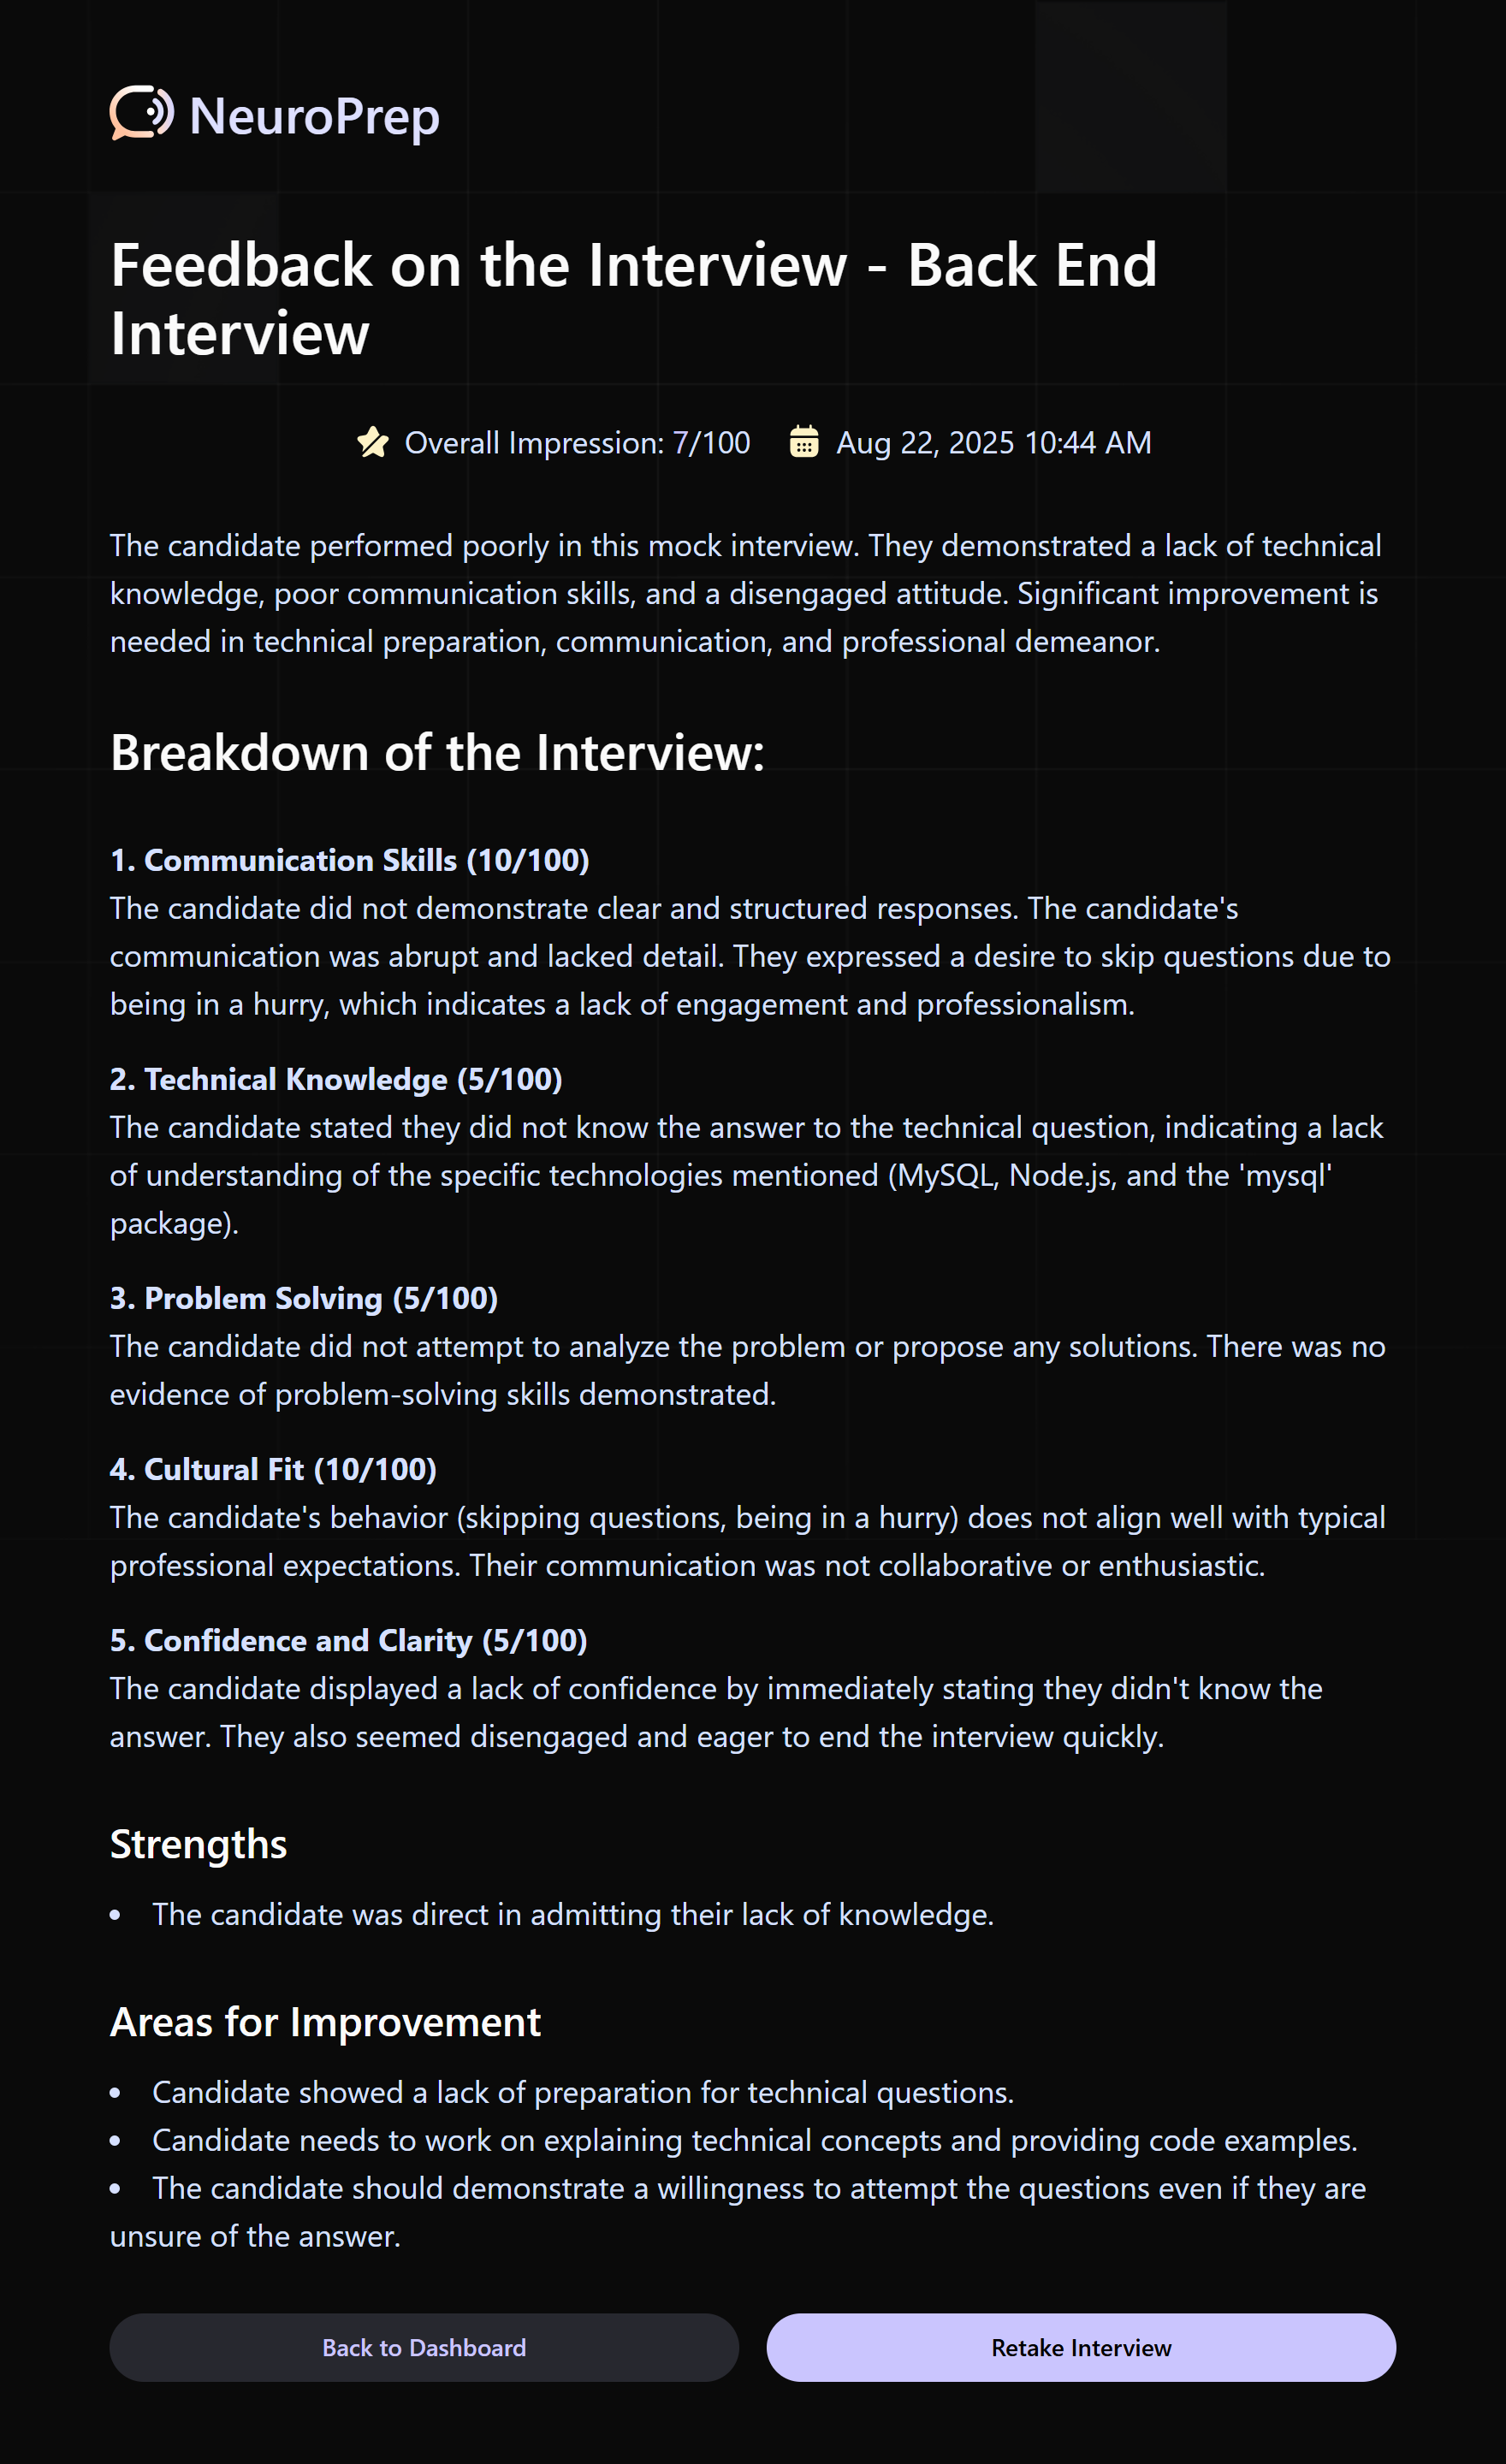 NeuroPrep
Feedback on the Interview - Back End
Interview
Overall Impression: 7/100 Aug 22, 2025 10:44 AM
The candidate performed poorly in this mock interview. They demonstrated a lack of technical
knowledge, poor communication skills, and a disengaged attitude. Significant improvement is
needed in technical preparation, communication, and professional demeanor.
Breakdown of the Interview:
1. Communication Skills (10/100)
The candidate did not demonstrate clear and structured responses. The candidate's
communication was abrupt and lacked detail. They expressed a desire to skip questions due to
being in a hurry, which indicates a lack of engagement and professionalism.
2. Technical Knowledge (5/100)
The candidate stated they did not know the answer to the technical question, indicating a lack
of understanding of the specific technologies mentioned (MySQL, Node.js, and the 'mysql'
package).
3. Problem Solving (5/100)
The candidate did not attempt to analyze the problem or propose any solutions. There was no
evidence of problem-solving skills demonstrated.
4. Cultural Fit (10/100)
The candidate's behavior (skipping questions, being in a hurry) does not align well with typical
professional expectations. Their communication was not collaborative or enthusiastic.
5. Confidence and Clarity (5/100)
The candidate displayed a lack of confidence by immediately stating they didn't know the
answer. They also seemed disengaged and eager to end the interview quickly.
Strengths
• The candidate was direct in admitting their lack of knowledge.
Areas for Improvement
• Candidate showed a lack of preparation for technical questions.
• Candidate needs to work on explaining technical concepts and providing code examples.
• The candidate should demonstrate a willingness to attempt the questions even if they are
unsure of the answer.
Back to Dashboard Retake Interview